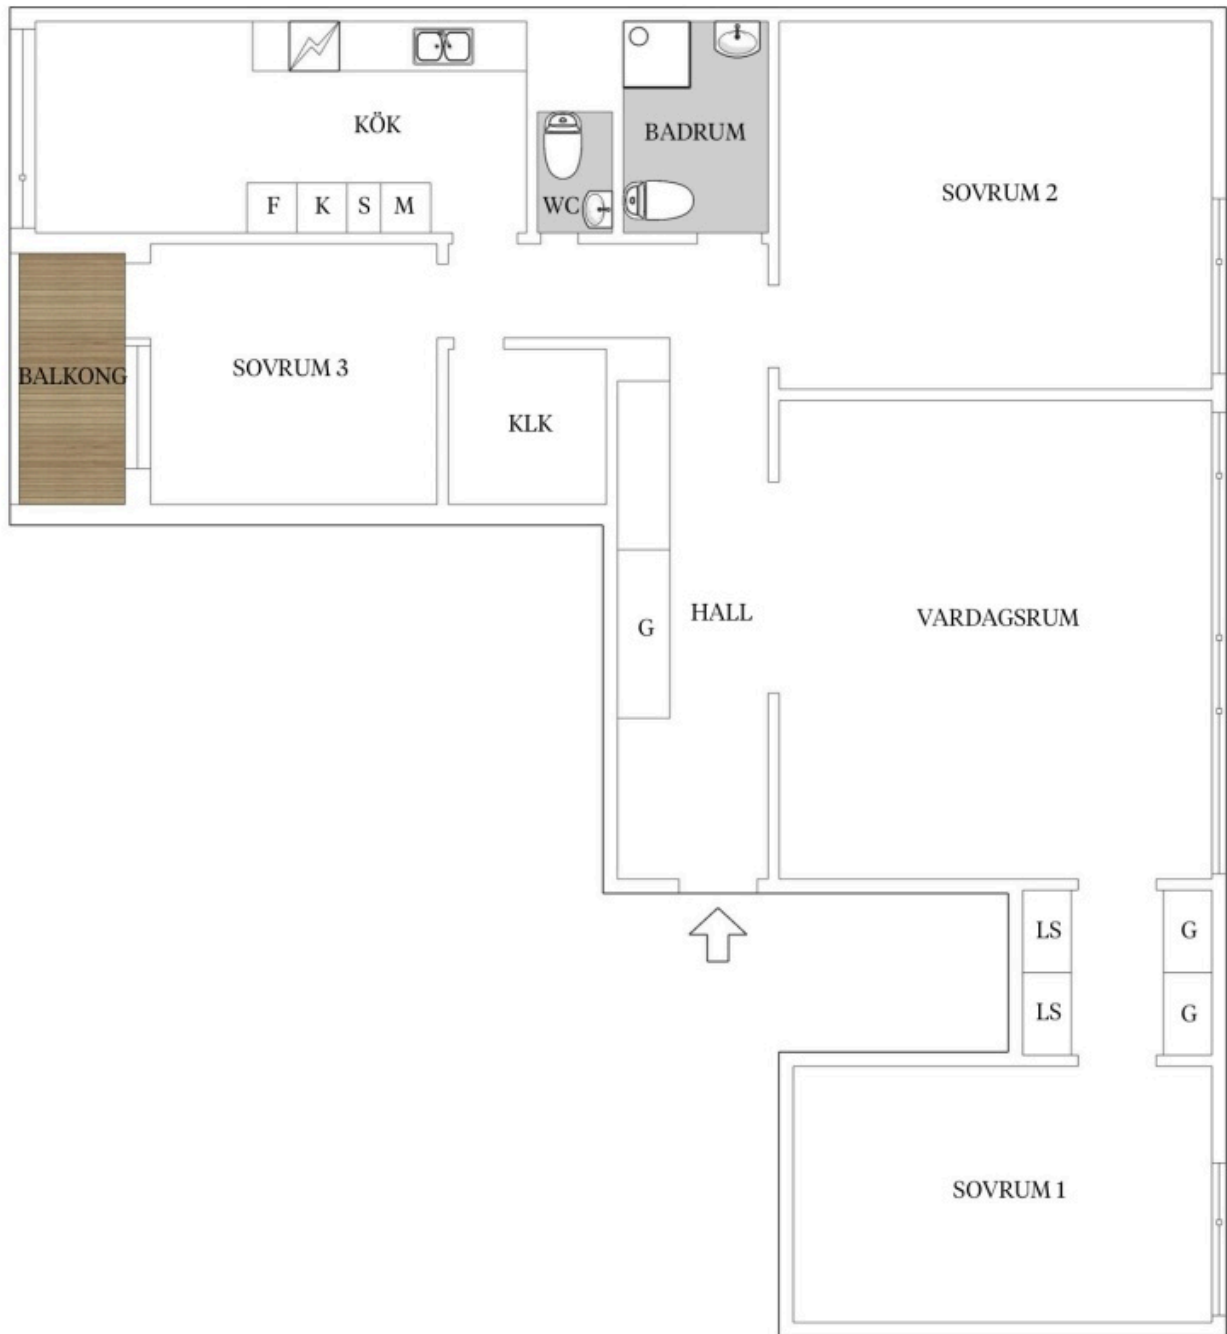 KÖK
BADRUM
F K S M
WC
SOVRUM 2
BALKONG
SOVRUM 3
KLK
G
HALL
VARDAGSRUM
LS
G
LS
G
SOVRUM 1